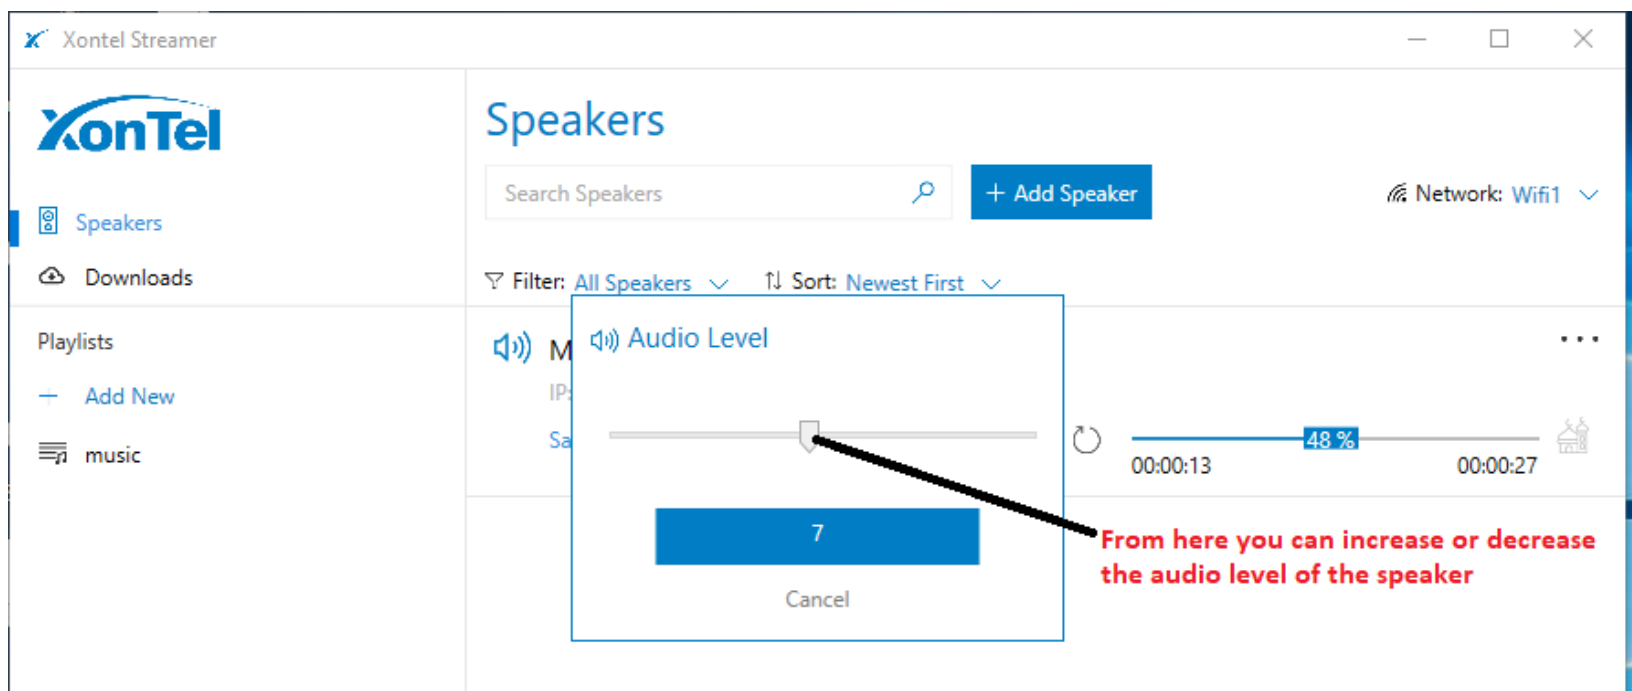 Xontel Streamer
XonTel
Speakers
Downloads
Playlists
Add New
music
Speakers
Search Speakers
+ Add Speaker
Network: Wifi1
Filter: All Speakers
Sort: Newest First
M
IP:
Sa
Audio Level
7
Cancel
48 %
00:00:13
00:00:27
From here you can increase or decrease
the audio level of the speaker